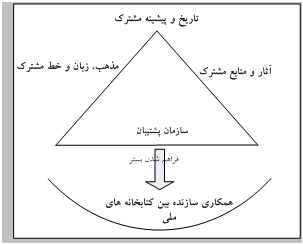 تاریخ و پیشینه مشترک
مذهب، زبان و خط مشترک
آثار و منابع مشترک
سازمان پشتیبان
فراهم شدن بستر
همکاری سازنده بین کتابخانه های
ملی